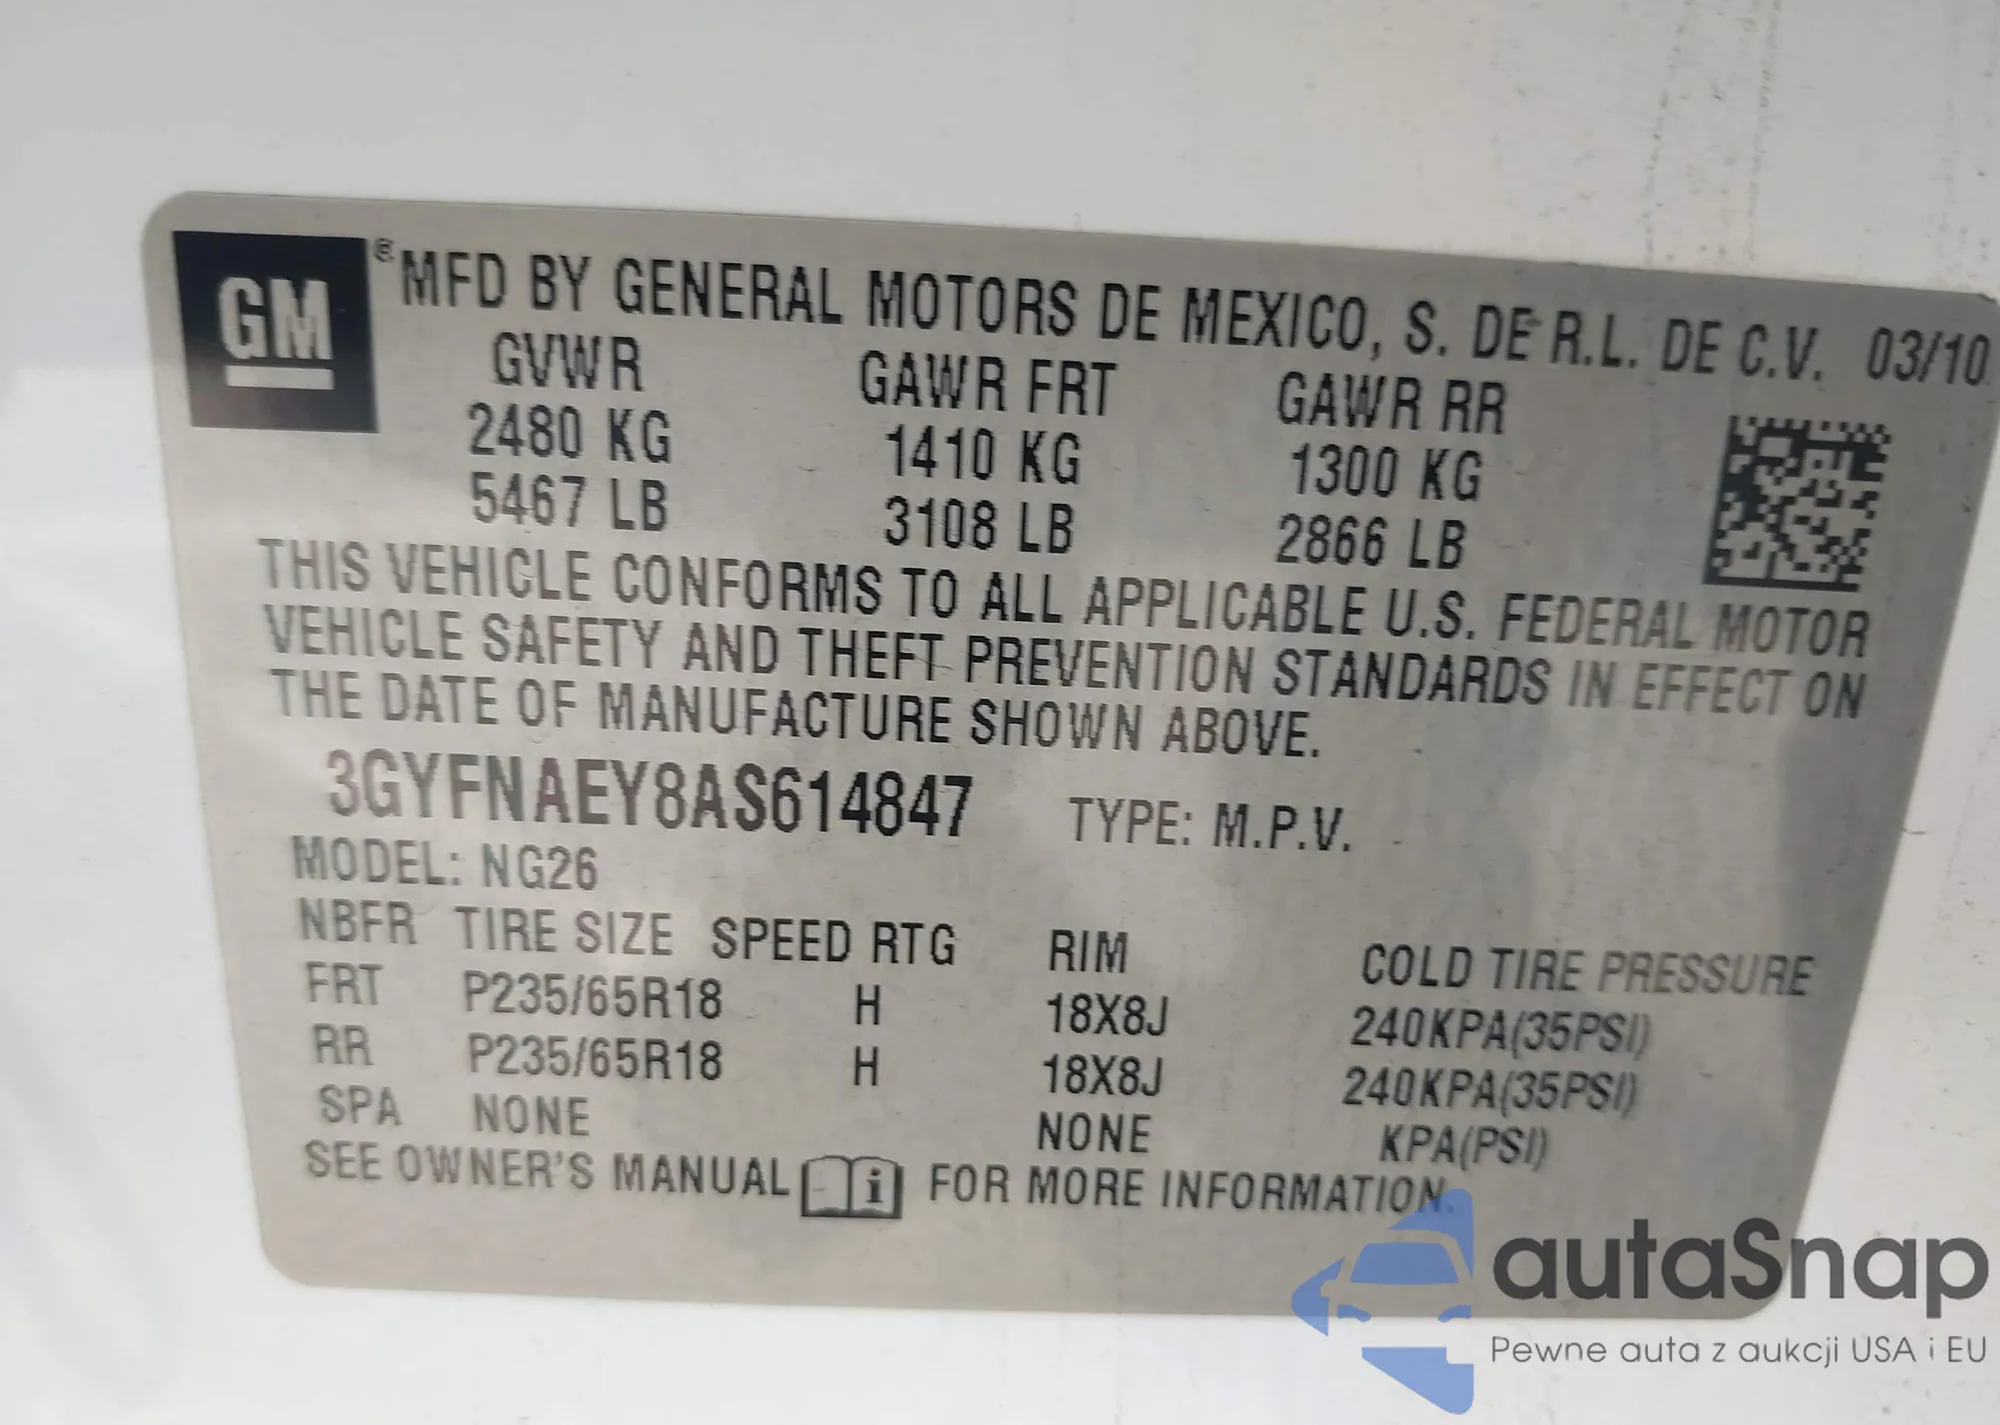 GM ® MFD BY GENERAL MOTORS DE MEXICO, S. DE R.L. DE C.V. 03/10
GVWR GAWR FRT GAWR RR
2480 KG 1410 KG 1300 KG
5467 LB 3108 LB 2866 LB
THIS VEHICLE CONFORMS TO ALL APPLICABLE U.S. FEDERAL MOTOR
VEHICLE SAFETY AND THEFT PREVENTION STANDARDS IN EFFECT ON
THE DATE OF MANUFACTURE SHOWN ABOVE.
3GYFNAEY8AS614847 TYPE: M.P.V.
MODEL: NG26
NBFR TIRE SIZE SPEED RTG RIM COLD TIRE PRESSURE
FRT P235/65R18 H 18X8J 240KPA(35PSI)
RR P235/65R18 H 18X8J 240KPA(35PSI)
SPA NONE NONE KPA(PSI)
SEE OWNER'S MANUAL i FOR MORE INFORMATION.
autaSnap
Pewne auta z aukcji USA i EU